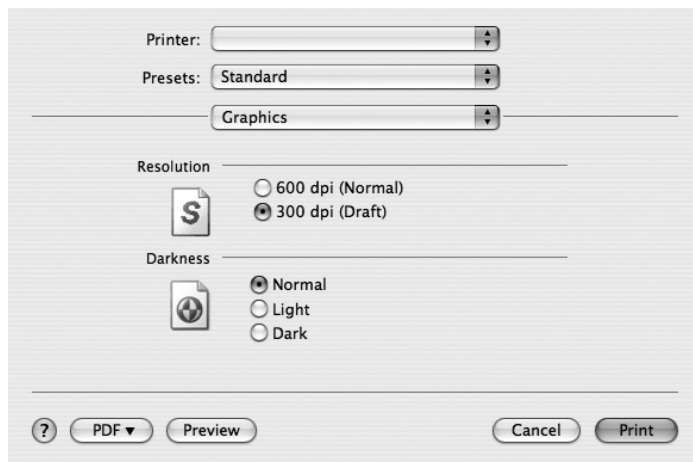 Printer:
Presets: Standard
Graphics
Resolution
600 dpi (Normal)
S
300 dpi (Draft)
Darkness
Normal
Light
Dark
? PDF▼ Preview Cancel Print